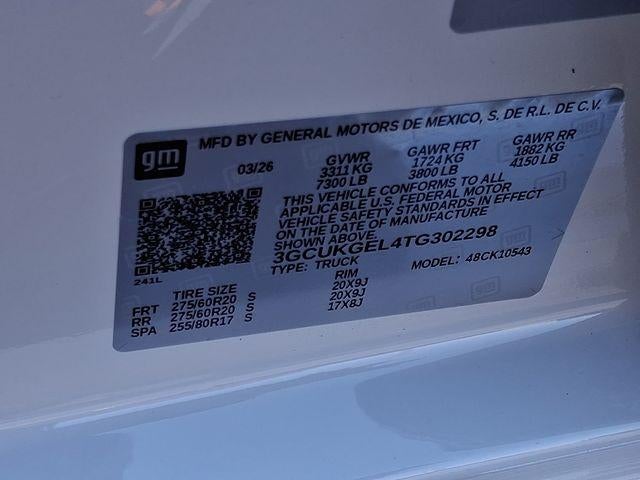 gm
MFD BY GENERAL MOTORS DE MEXICO, S. DE R.L. DE C.V.
03/26
GVWR GAWR FRT GAWR RR
3311 KG 1724 KG 1882 KG
7300 LB 3800 LB 4150 LB
THIS VEHICLE CONFORMS TO ALL
APPLICABLE U.S. FEDERAL MOTOR
VEHICLE SAFETY STANDARDS IN EFFECT
ON THE DATE OF MANUFACTURE
SHOWN ABOVE.
3GCUKGEL4TG302298
TYPE: TRUCK MODEL: 48CK10543
241L
TIRE SIZE RIM
FRT 275/60R20 S 20X9J
RR 275/60R20 S 20X9J
SPA 255/80R17 S 17X8J